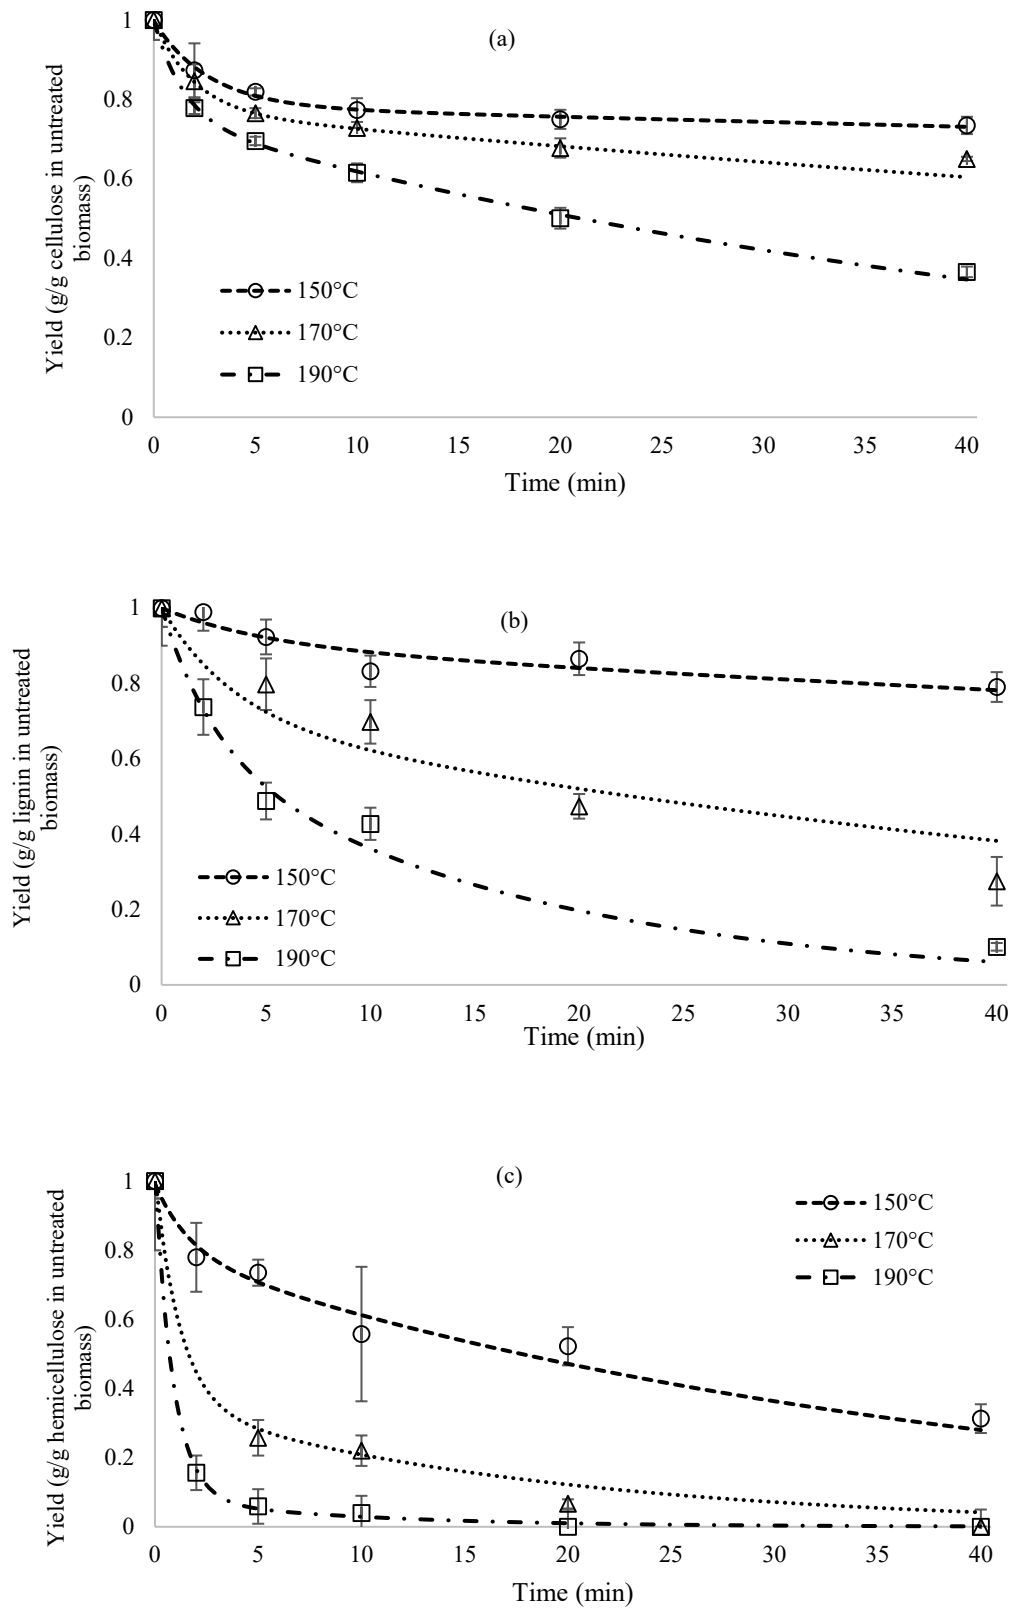 (a)
1
0.8
0.6
0.4
0.2
0
Yield (g/g cellulose in untreated
biomass)
150°C
170°C
190°C
0 5 10 15 20 25 30 35 40
Time (min)
(b)
1
0.8
0.6
0.4
0.2
0
Yield (g/g lignin in untreated
biomass)
150°C
170°C
190°C
0 5 10 15 20 25 30 35 40
Time (min)
(c)
1
0.8
0.6
0.4
0.2
0
Yield (g/g hemicellulose in untreated
biomass)
150°C
170°C
190°C
0 5 10 15 20 25 30 35 40
Time (min)